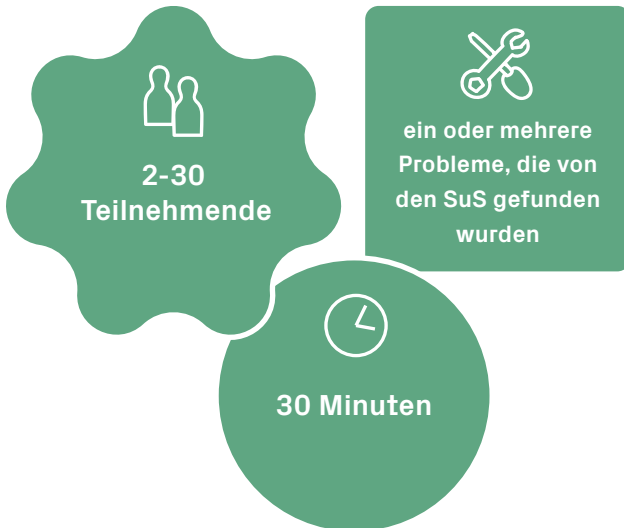 2-30
Teilnehmende
ein oder mehrere
Probleme, die von
den SuS gefunden
wurden
30 Minuten